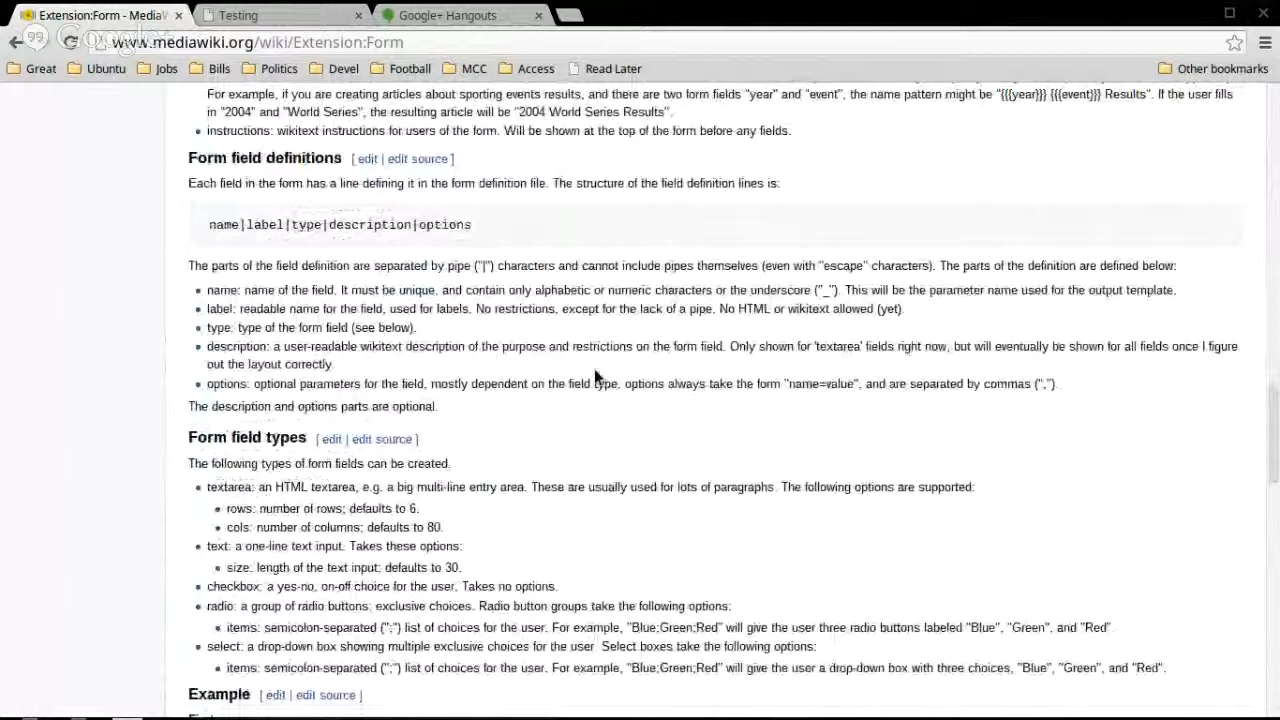 Extension:Form - MediaW
Testing
Google+ Hangouts
www.mediawiki.org/wiki/Extension:Form
Google+
Great
Ubuntu
Jobs
Bills
Politics
Devel
Football
MCC
Access
Read Later
Other bookmarks
For example, if you are creating articles about sporting events results, and there are two form fields "year" and "event", the name pattern might be "{{{year}}} {{{event}}} Results". If the user fills
in "2004" and "World Series", the resulting article will be "2004 World Series Results".
instructions: wikitext instructions for users of the form. Will be shown at the top of the form before any fields.
Form field definitions [ edit | edit source ]
Each field in the form has a line defining it in the form definition file. The structure of the field definition lines is:
name|label|type|description|options
The parts of the field definition are separated by pipe ("|") characters and cannot include pipes themselves (even with "escape" characters). The parts of the definition are defined below:
name: name of the field. It must be unique, and contain only alphabetic or numeric characters or the underscore ("_"). This will be the parameter name used for the output template.
label: readable name for the field, used for labels. No restrictions, except for the lack of a pipe. No HTML or wikitext allowed (yet).
type: type of the form field (see below).
description: a user-readable wikitext description of the purpose and restrictions on the form field. Only shown for 'textarea' fields right now, but will eventually be shown for all fields once I figure
out the layout correctly.
options: optional parameters for the field, mostly dependent on the field type, options always take the form "name=value", and are separated by commas (",").
The description and options parts are optional.
Form field types [ edit | edit source ]
The following types of form fields can be created.
textarea: an HTML textarea, e.g. a big multi-line entry area. These are usually used for lots of paragraphs. The following options are supported:
rows: number of rows; defaults to 6.
cols: number of columns; defaults to 80.
text: a one-line text input. Takes these options:
size: length of the text input; defaults to 30.
checkbox: a yes-no, on-off choice for the user. Takes no options.
radio: a group of radio buttons; exclusive choices. Radio button groups take the following options:
items: semicolon-separated (";") list of choices for the user. For example, "Blue;Green;Red" will give the user three radio buttons labeled "Blue", "Green", and "Red"
select: a drop-down box showing multiple exclusive choices for the user. Select boxes take the following options:
items: semicolon-separated (";") list of choices for the user. For example, "Blue;Green;Red" will give the user a drop-down box with three choices, "Blue", "Green", and "Red".
Example [ edit | edit source ]